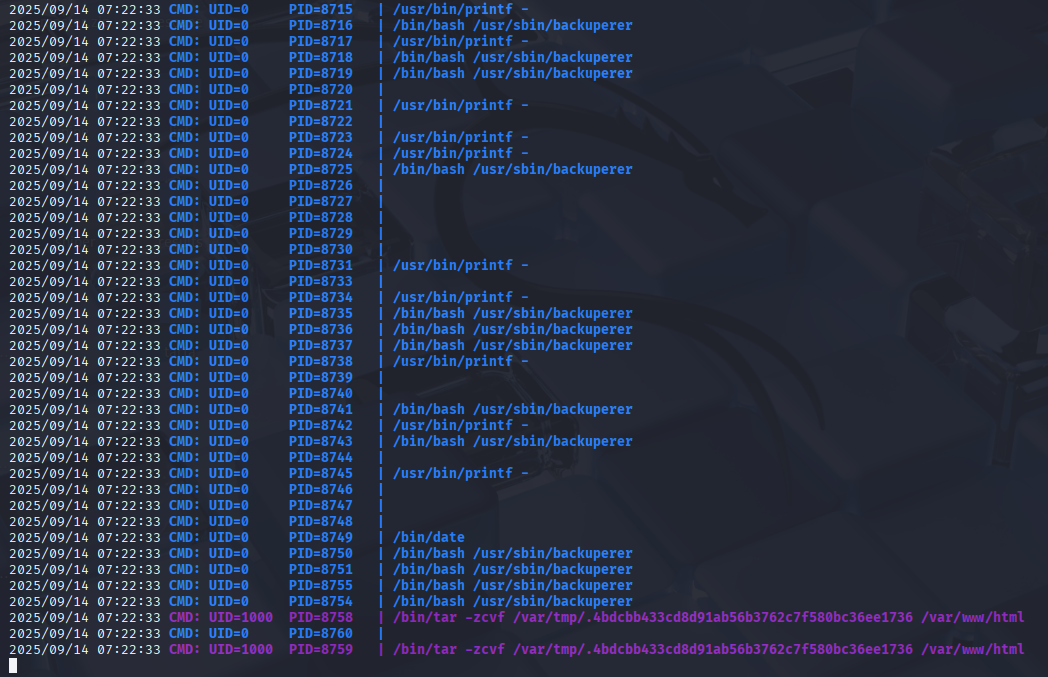 2025/09/14 07:22:33 CMD: UID=0     PID=8715   | /usr/bin/printf -
2025/09/14 07:22:33 CMD: UID=0     PID=8716   | /bin/bash /usr/sbin/backuperer
2025/09/14 07:22:33 CMD: UID=0     PID=8717   | /usr/bin/printf -
2025/09/14 07:22:33 CMD: UID=0     PID=8718   | /bin/bash /usr/sbin/backuperer
2025/09/14 07:22:33 CMD: UID=0     PID=8719   | /bin/bash /usr/sbin/backuperer
2025/09/14 07:22:33 CMD: UID=0     PID=8720   |
2025/09/14 07:22:33 CMD: UID=0     PID=8721   | /usr/bin/printf -
2025/09/14 07:22:33 CMD: UID=0     PID=8722   |
2025/09/14 07:22:33 CMD: UID=0     PID=8723   | /usr/bin/printf -
2025/09/14 07:22:33 CMD: UID=0     PID=8724   | /usr/bin/printf -
2025/09/14 07:22:33 CMD: UID=0     PID=8725   | /bin/bash /usr/sbin/backuperer
2025/09/14 07:22:33 CMD: UID=0     PID=8726   |
2025/09/14 07:22:33 CMD: UID=0     PID=8727   |
2025/09/14 07:22:33 CMD: UID=0     PID=8728   |
2025/09/14 07:22:33 CMD: UID=0     PID=8729   |
2025/09/14 07:22:33 CMD: UID=0     PID=8730   |
2025/09/14 07:22:33 CMD: UID=0     PID=8731   | /usr/bin/printf -
2025/09/14 07:22:33 CMD: UID=0     PID=8733   |
2025/09/14 07:22:33 CMD: UID=0     PID=8734   | /usr/bin/printf -
2025/09/14 07:22:33 CMD: UID=0     PID=8735   | /bin/bash /usr/sbin/backuperer
2025/09/14 07:22:33 CMD: UID=0     PID=8736   | /bin/bash /usr/sbin/backuperer
2025/09/14 07:22:33 CMD: UID=0     PID=8737   | /bin/bash /usr/sbin/backuperer
2025/09/14 07:22:33 CMD: UID=0     PID=8738   | /usr/bin/printf -
2025/09/14 07:22:33 CMD: UID=0     PID=8739   |
2025/09/14 07:22:33 CMD: UID=0     PID=8740   |
2025/09/14 07:22:33 CMD: UID=0     PID=8741   | /bin/bash /usr/sbin/backuperer
2025/09/14 07:22:33 CMD: UID=0     PID=8742   | /usr/bin/printf -
2025/09/14 07:22:33 CMD: UID=0     PID=8743   | /bin/bash /usr/sbin/backuperer
2025/09/14 07:22:33 CMD: UID=0     PID=8744   |
2025/09/14 07:22:33 CMD: UID=0     PID=8745   | /usr/bin/printf -
2025/09/14 07:22:33 CMD: UID=0     PID=8746   |
2025/09/14 07:22:33 CMD: UID=0     PID=8747   |
2025/09/14 07:22:33 CMD: UID=0     PID=8748   |
2025/09/14 07:22:33 CMD: UID=0     PID=8749   | /bin/date
2025/09/14 07:22:33 CMD: UID=0     PID=8750   | /bin/bash /usr/sbin/backuperer
2025/09/14 07:22:33 CMD: UID=0     PID=8751   | /bin/bash /usr/sbin/backuperer
2025/09/14 07:22:33 CMD: UID=0     PID=8755   | /bin/bash /usr/sbin/backuperer
2025/09/14 07:22:33 CMD: UID=0     PID=8754   | /bin/bash /usr/sbin/backuperer
2025/09/14 07:22:33 CMD: UID=1000  PID=8758   | /bin/tar -zcvf /var/tmp/.4bdcbb433cd8d91ab56b3762c7f580bc36ee1736 /var/www/html
2025/09/14 07:22:33 CMD: UID=0     PID=8760   |
2025/09/14 07:22:33 CMD: UID=1000  PID=8759   | /bin/tar -zcvf /var/tmp/.4bdcbb433cd8d91ab56b3762c7f580bc36ee1736 /var/www/html